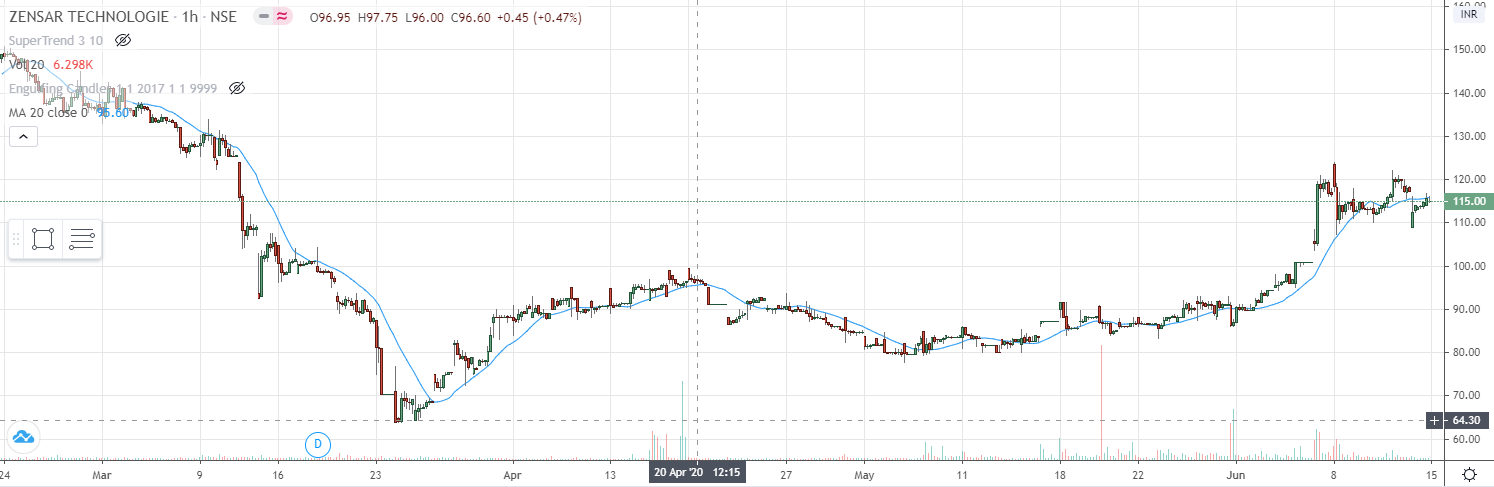 ZENSAR TECHNOLOGIE · 1h · NSE O96.95 H97.75 L96.00 C96.60 +0.45 (+0.47%)
SuperTrend 3 10
Vol 20 6.298K
Engulfing Candles 1 1 2017 1 1 9999
MA 20 close 0 96.60
160.00
INR
150.00
140.00
130.00
120.00
115.00
110.00
100.00
90.00
80.00
70.00
64.30
60.00
D
24 Mar 9 16 23 Apr 13 20 Apr '20 12:15 27 May 11 18 22 Jun 8 15